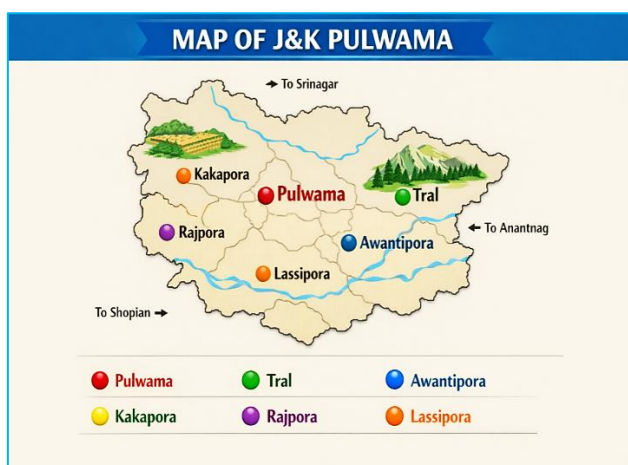 MAP OF J&K PULWAMA
→ To Srinagar
Kakapora
Pulwama
Tral
Rajpora
← To Anantnag
Awantipora
Lassipora
To Shopian →
Pulwama Tral Awantipora
Kakapora Rajpora Lassipora